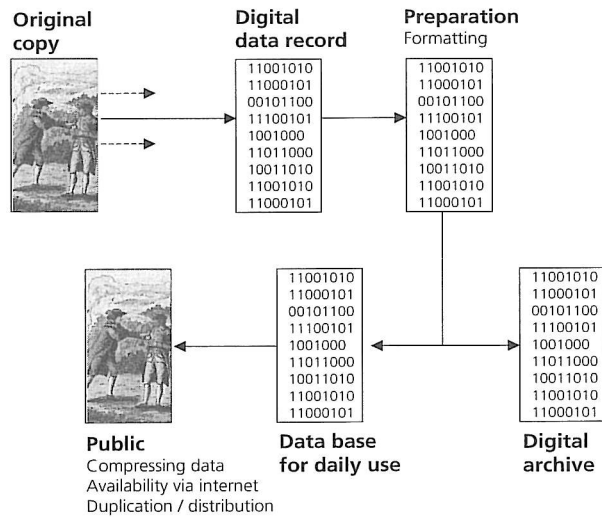 Original
copy
Digital
data record
11001010
11000101
00101100
11100101
1001000
11011000
10011010
11001010
11000101
Preparation
Formatting
11001010
11000101
00101100
11100101
1001000
11011000
10011010
11001010
11000101
Public
Compressing data
Availability via internet
Duplication / distribution
11001010
11000101
00101100
11100101
1001000
11011000
10011010
11001010
11000101
Data base
for daily use
11001010
11000101
00101100
11100101
1001000
11011000
10011010
11001010
11000101
Digital
archive